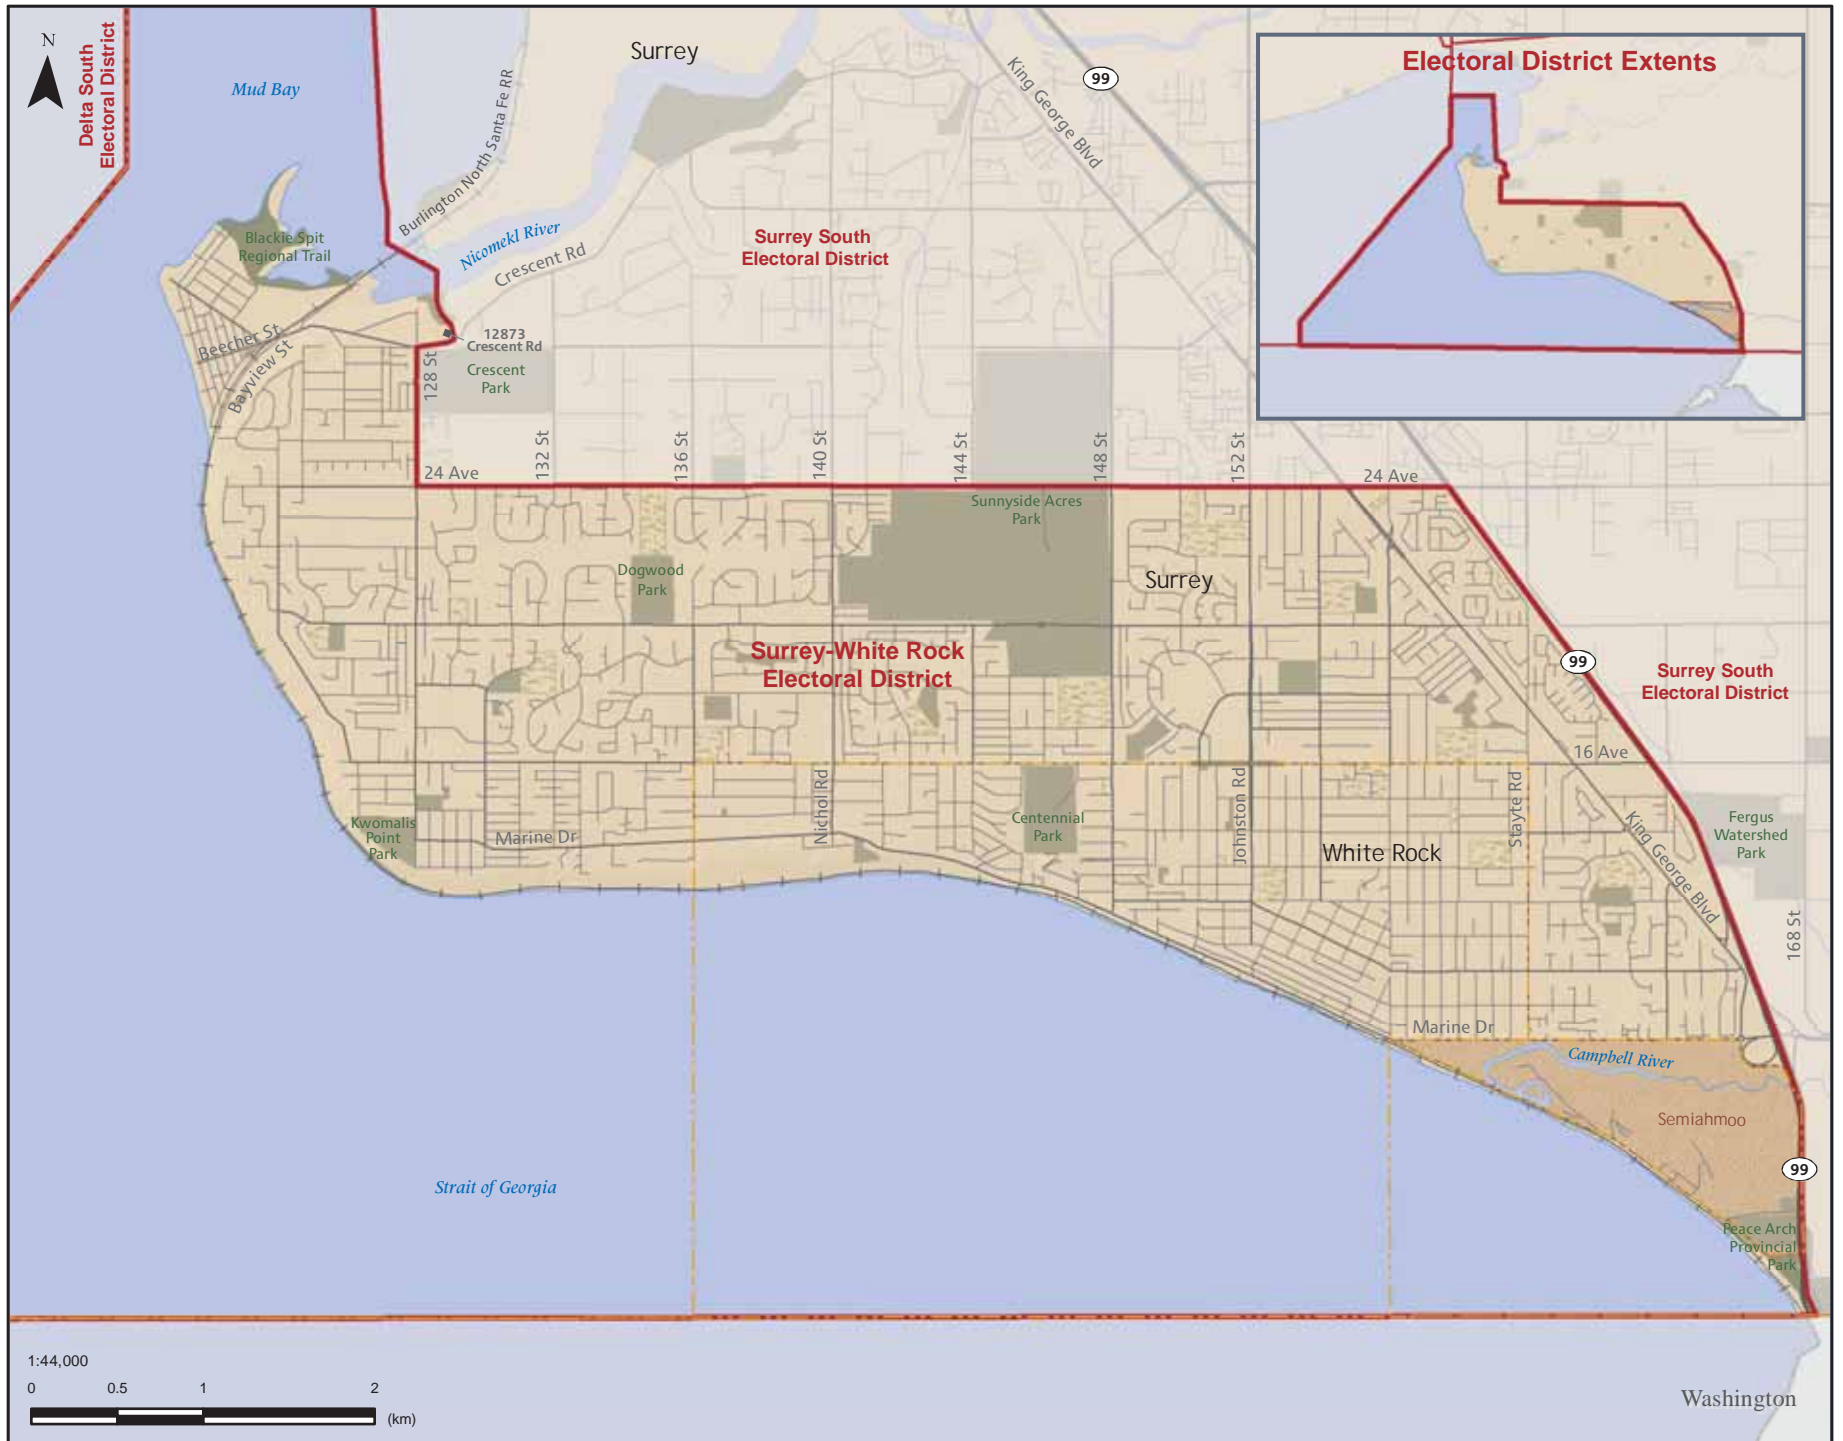 N
Delta South
Electoral District
Mud Bay
Surrey
Burlington North Santa Fe RR
King George Blvd
99
Electoral District Extents
Blackie Spit
Regional Trail
Nicomekl River
Crescent Rd
Surrey South
Electoral District
Beecher St
Bayview St
12873
Crescent Rd
Crescent
Park
128 St
24 Ave
132 St
136 St
140 St
144 St
148 St
152 St
24 Ave
Sunnyside Acres
Park
Dogwood
Park
Surrey
Surrey-White Rock
Electoral District
99
Surrey South
Electoral District
16 Ave
Kwomalis
Point
Park
Marine Dr
Nichol Rd
Centennial
Park
Johnston Rd
White Rock
Stayte Rd
King George Blvd
Fergus
Watershed
Park
168 St
Marine Dr
Campbell River
Semiahmoo
99
Strait of Georgia
Peace Arch
Provincial
Park
1:44,000
0 0.5 1 2
(km)
Washington